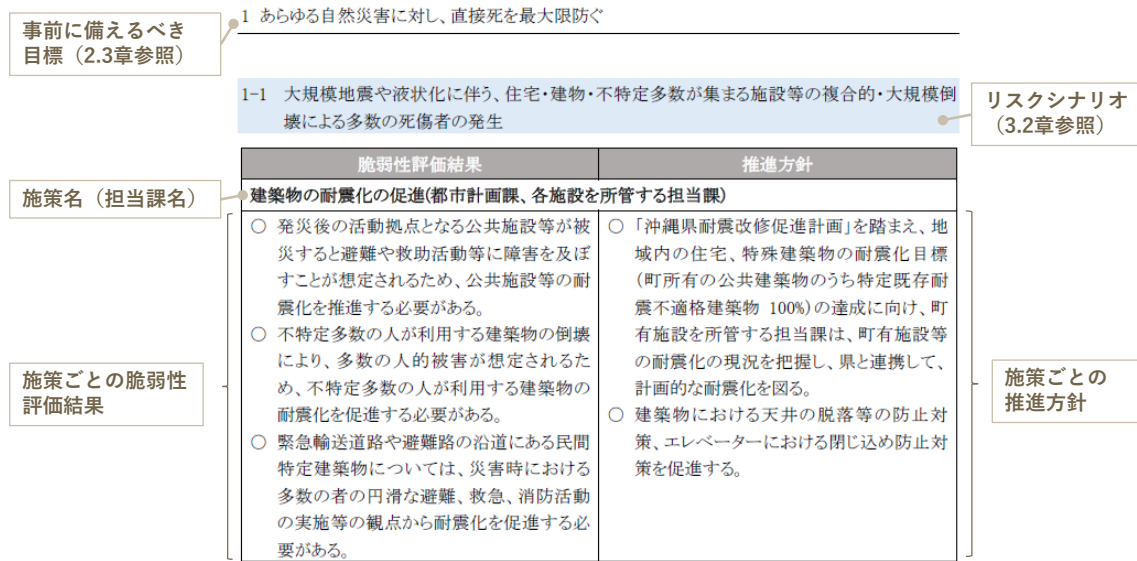 事前に備えるべき
目標（2.3章参照）
1 あらゆる自然災害に対し、直接死を最大限防ぐ
1-1 大規模地震や液状化に伴う、住宅・建物・不特定多数が集まる施設等の複合的・大規模倒
壊による多数の死傷者の発生
リスクシナリオ
（3.2章参照）
脆弱性評価結果
推進方針
施策名（担当課名）
建築物の耐震化の促進(都市計画課、各施設を所管する担当課)
施策ごとの脆弱性
評価結果
○ 発災後の活動拠点となる公共施設等が被
災すると避難や救助活動等に障害を及ぼ
すことが想定されるため、公共施設等の耐
震化を推進する必要がある。
○ 不特定多数の人が利用する建築物の倒壊
により、多数の人的被害が想定されるた
め、不特定多数の人が利用する建築物の
耐震化を促進する必要がある。
○ 緊急輸送道路や避難路の沿道にある民間
特定建築物については、災害時における
多数の者の円滑な避難、救急、消防活動
の実施等の観点から耐震化を促進する必
要がある。
○ 「沖縄県耐震改修促進計画」を踏まえ、地
域内の住宅、特殊建築物の耐震化目標
（町所有の公共建築物のうち特定既存耐
震不適格建築物 100%)の達成に向け、町
有施設を所管する担当課は、町有施設等
の耐震化の現況を把握し、県と連携して、
計画的な耐震化を図る。
○ 建築物における天井の脱落等の防止対
策、エレベーターにおける閉じ込め防止対
策を促進する。
施策ごとの
推進方針